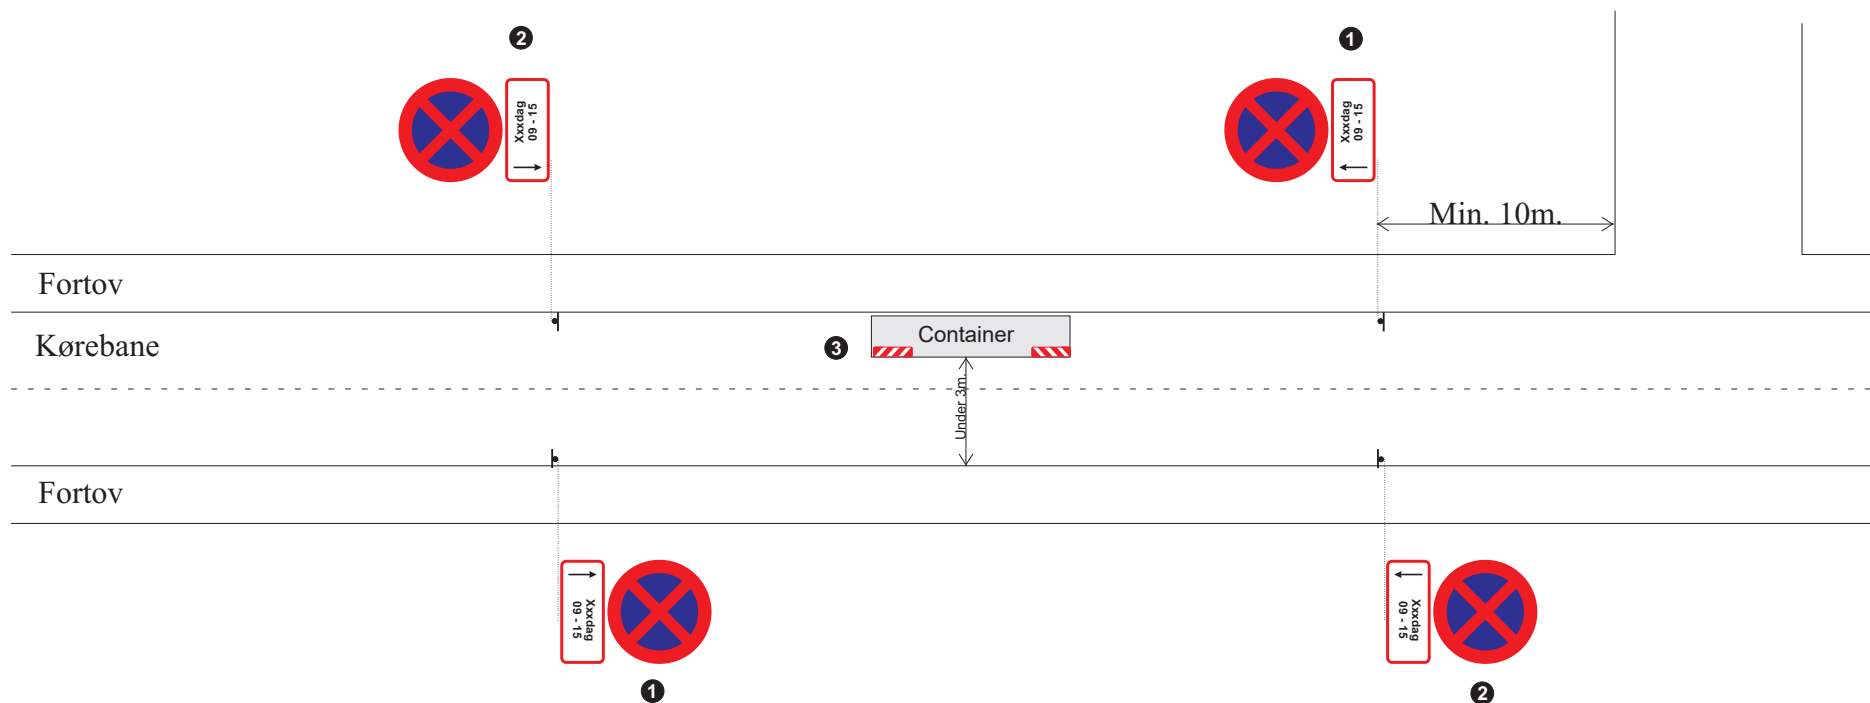 2
1
Xxxdag
09 - 15
Xxxdag
09 - 15
Min. 10m.
Fortov
Kørebane
3
Container
Under 3m.
Fortov
Xxxdag
09 - 15
Xxxdag
09 - 15
1
2